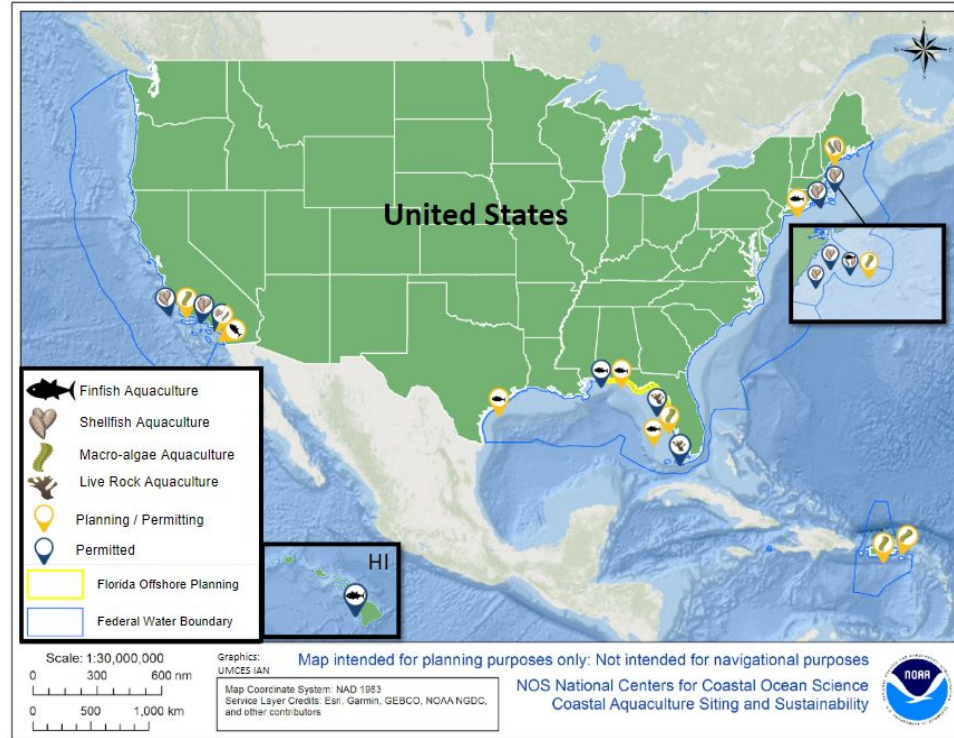 United States
Finfish Aquaculture
Shellfish Aquaculture
Macro-algae Aquaculture
Live Rock Aquaculture
Planning / Permitting
Permitted
Florida Offshore Planning
Federal Water Boundary
HI
Scale: 1:30,000,000
0 300 600 nm
0 500 1,000 km
Graphics:
UMCES IAN
Map Coordinate System: NAD 1983
Service Layer Credits: Esri, Garmin, GEBCO, NOAA NGDC,
and other contributors
Map intended for planning purposes only: Not intended for navigational purposes
NOS National Centers for Coastal Ocean Science
Coastal Aquaculture Siting and Sustainability
NOAA